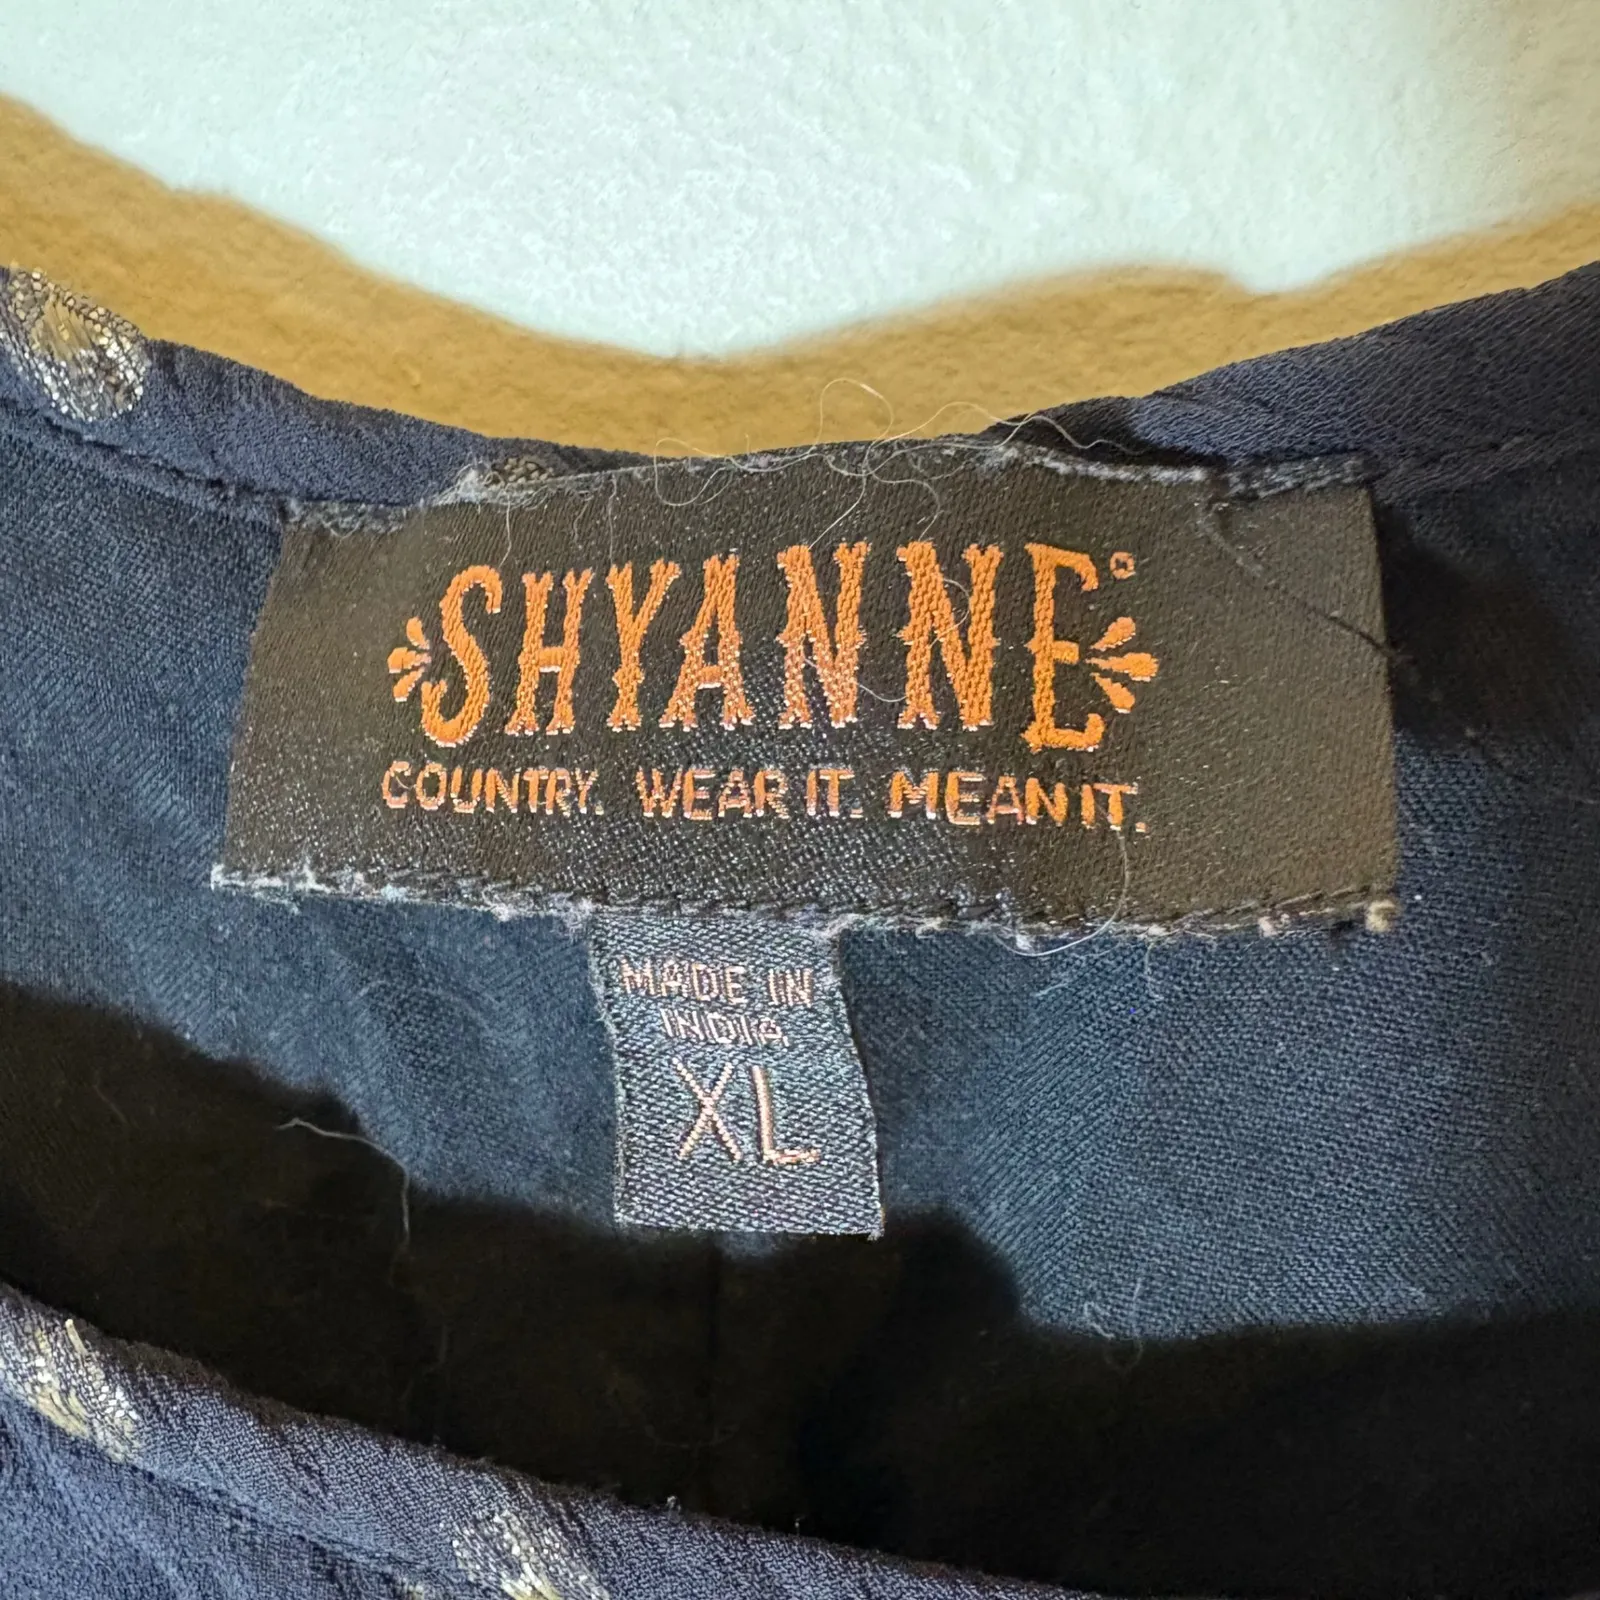 SHYANNE
COUNTRY. WEAR IT. MEAN IT.
MADE IN
INDIA
XL